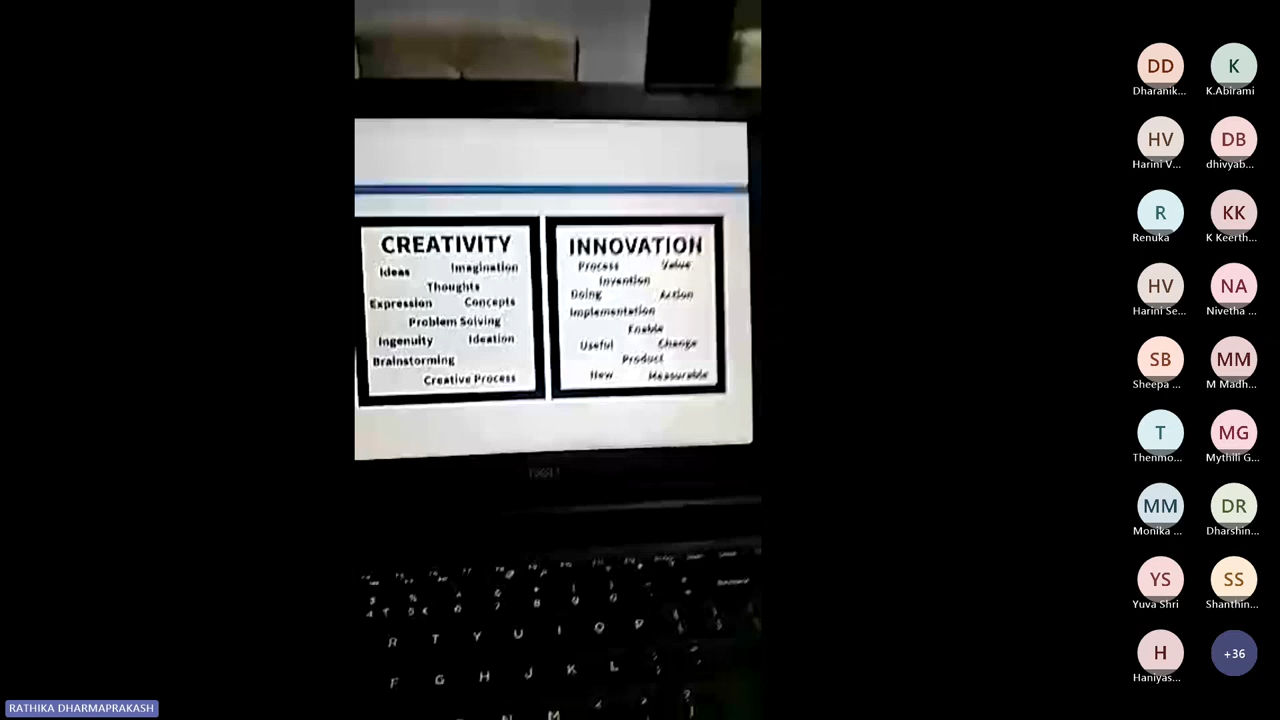 CREATIVITY
Ideas Imagination
Thoughts
Expression Concepts
Problem Solving
Ingenuity Ideation
Brainstorming
Creative Process
INNOVATION
Process Value
Invention
Doing Action
Implementation
Enable
Useful Change
Product
New Measurable
R T Y U I O P
F G H J K L
N M
DD K
Dharanik... K.Abirami
HV DB
Harini V... dhivyab...
R KK
Renuka K Keerth...
HV NA
Harini Se... Nivetha ...
SB MM
Sheepa ... M Madh...
T MG
Thenmo... Mythili G...
MM DR
Monika ... Dharshin...
YS SS
Yuva Shri Shanthin...
H +36
Haniyas...
RATHIKA DHARMAPRAKASH